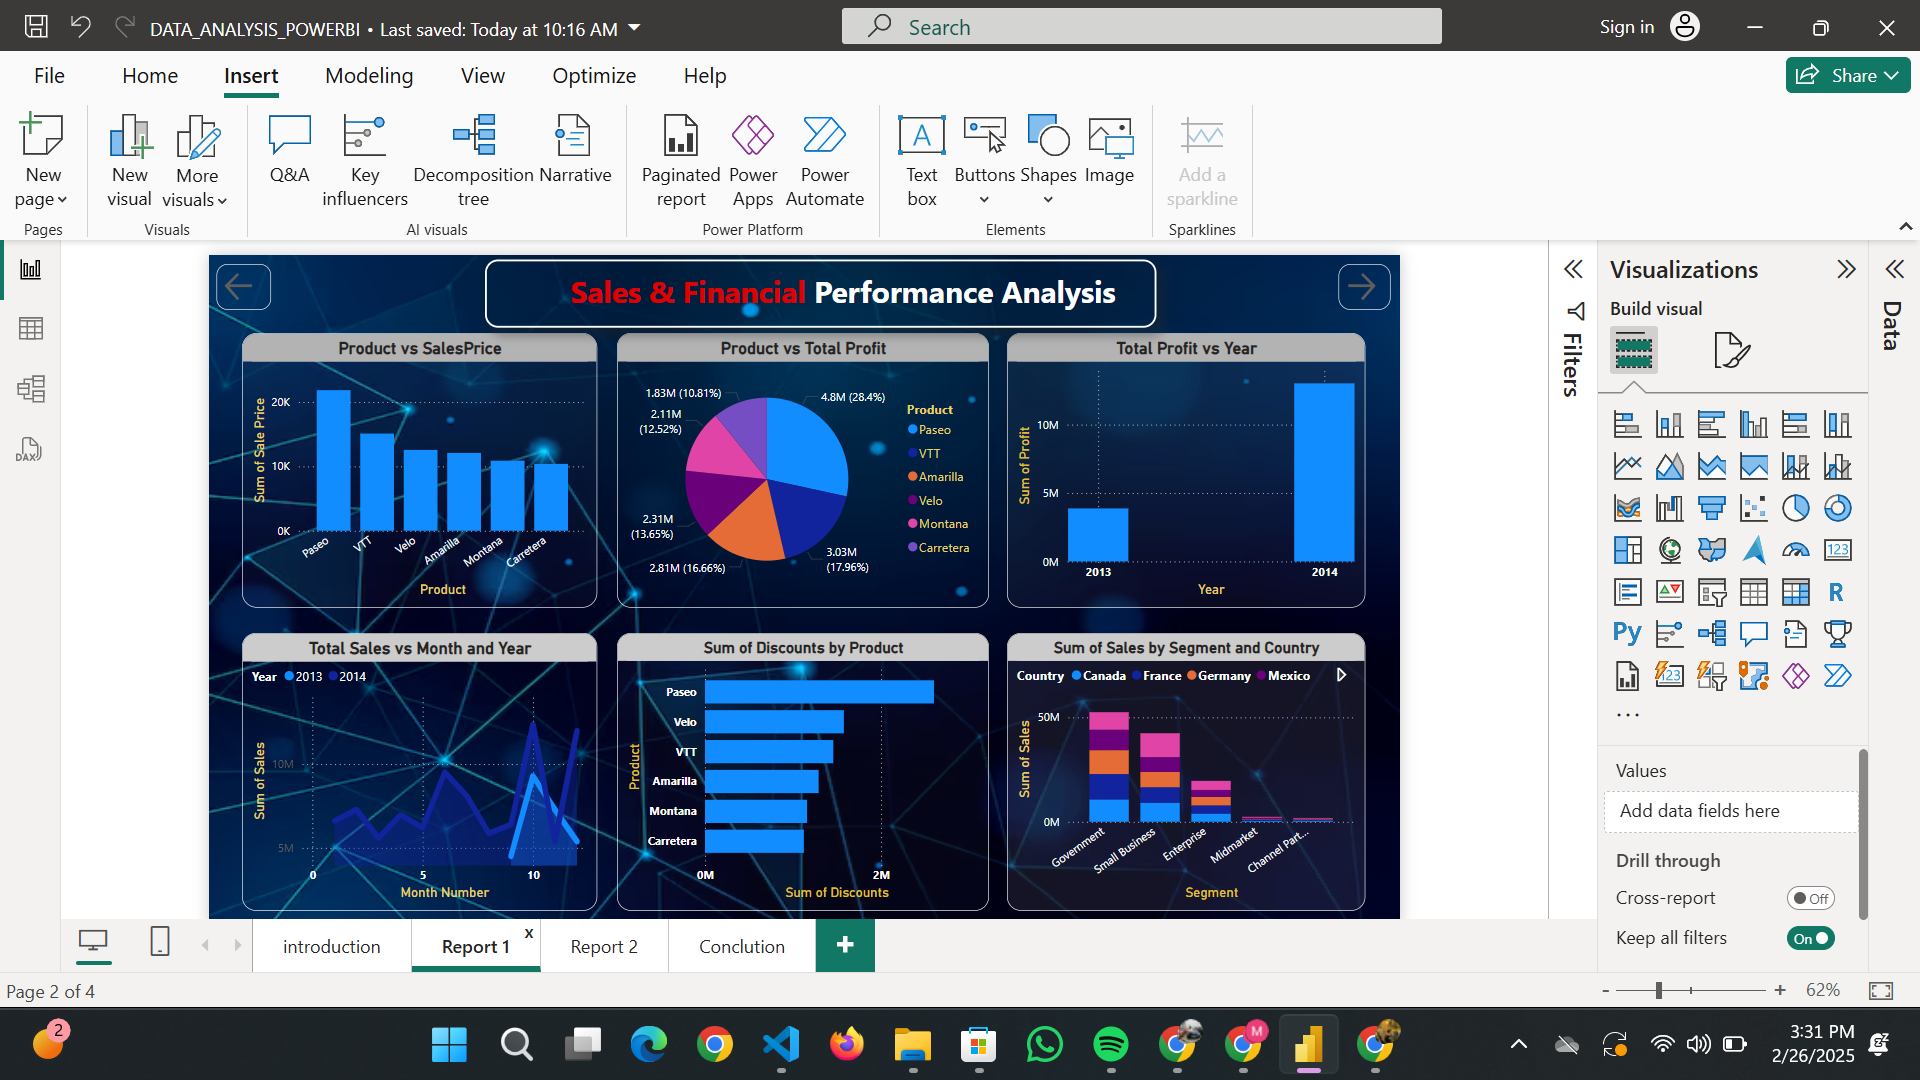 DATA_ANALYSIS_POWERBI • Last saved: Today at 10:16 AM
Search
Sign in
File Home Insert Modeling View Optimize Help
Share
New page
New visual
More visuals
Q&A
Key influencers
Decomposition tree
Narrative
Paginated report
Power Apps
Power Automate
Text box
Buttons
Shapes
Image
Add a sparkline
Pages
Visuals
AI visuals
Power Platform
Elements
Sparklines
DAX
Sales & Financial Performance Analysis
Product vs SalesPrice
Sum of Sale Price
20K
10K
0K
Paseo
VTT
Velo
Amarilla
Montana
Carretera
Product
Product vs Total Profit
1.83M (10.81%)
2.11M
(12.52%)
2.31M
(13.65%)
2.81M (16.66%)
3.03M
(17.96%)
4.8M (28.4%)
Product
Paseo
VTT
Amarilla
Velo
Montana
Carretera
Total Profit vs Year
Sum of Profit
10M
5M
0M
2013
2014
Year
Total Sales vs Month and Year
Year 2013 2014
Sum of Sales
10M
5M
0
5
10
Month Number
Sum of Discounts by Product
Product
Paseo
Velo
VTT
Amarilla
Montana
Carretera
0M
2M
Sum of Discounts
Sum of Sales by Segment and Country
Country Canada France Germany Mexico
Sum of Sales
50M
0M
Government
Small Business
Enterprise
Midmarket
Channel Part...
Segment
Filters
Visualizations
Build visual
123
R
Py
123
...
Values
Add data fields here
Drill through
Cross-report
Off
Keep all filters
On
Data
introduction
Report 1
x
Report 2
Conclution
+
Page 2 of 4
- + 62%
2
M
3:31 PM
2/26/2025